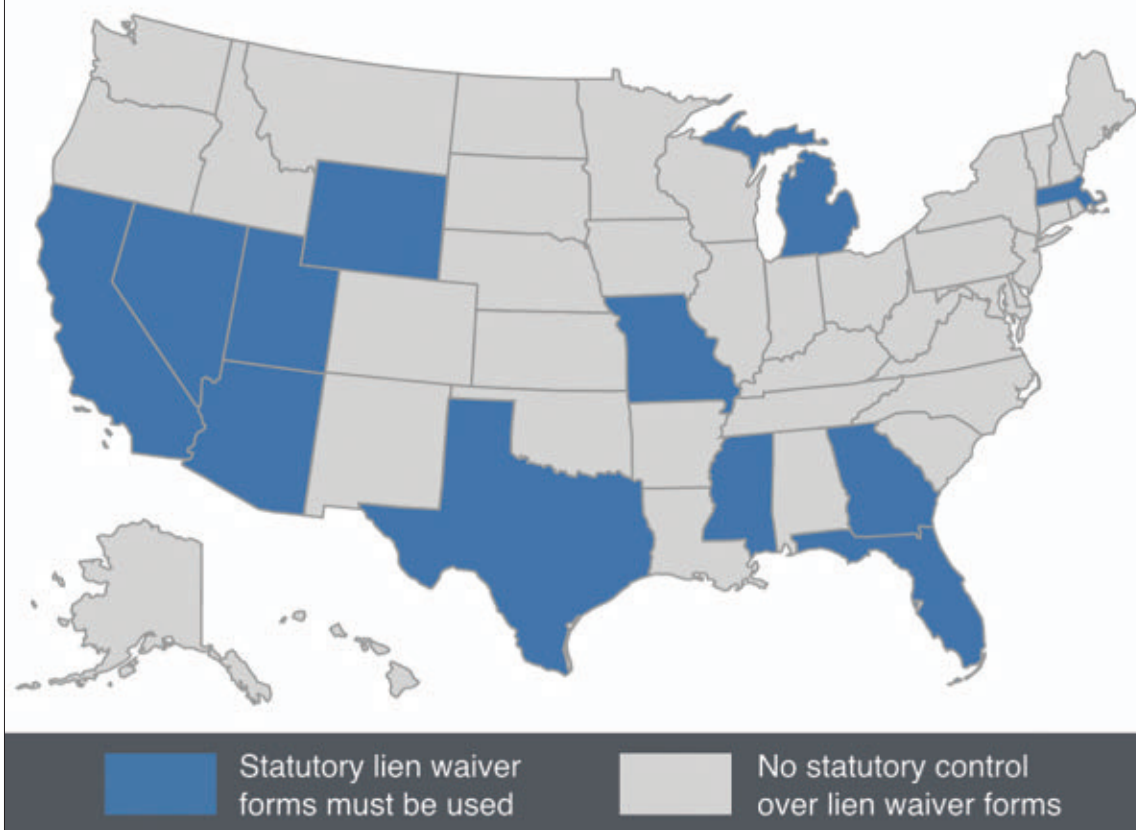 Statutory lien waiver
forms must be used
No statutory control
over lien waiver forms